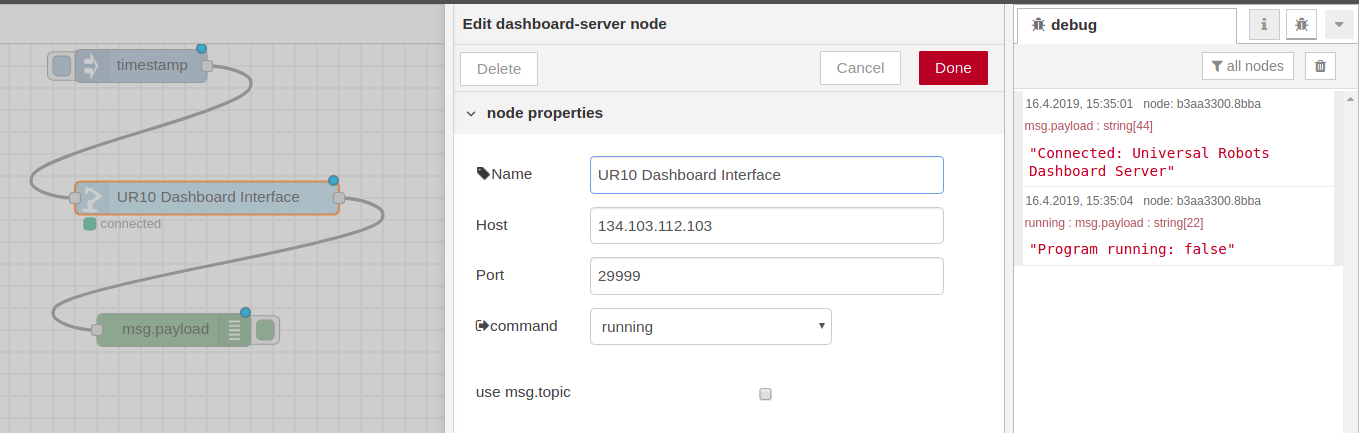 timestamp
UR10 Dashboard Interface
connected
msg.payload
Edit dashboard-server node
Delete
Cancel
Done
node properties
Name
UR10 Dashboard Interface
Host
134.103.112.103
Port
29999
command
running
use msg.topic
debug
i
all nodes
16.4.2019, 15:35:01 node: b3aa3300.8bba
msg.payload : string[44]
"Connected: Universal Robots
Dashboard Server"
16.4.2019, 15:35:04 node: b3aa3300.8bba
running : msg.payload : string[22]
"Program running: false"